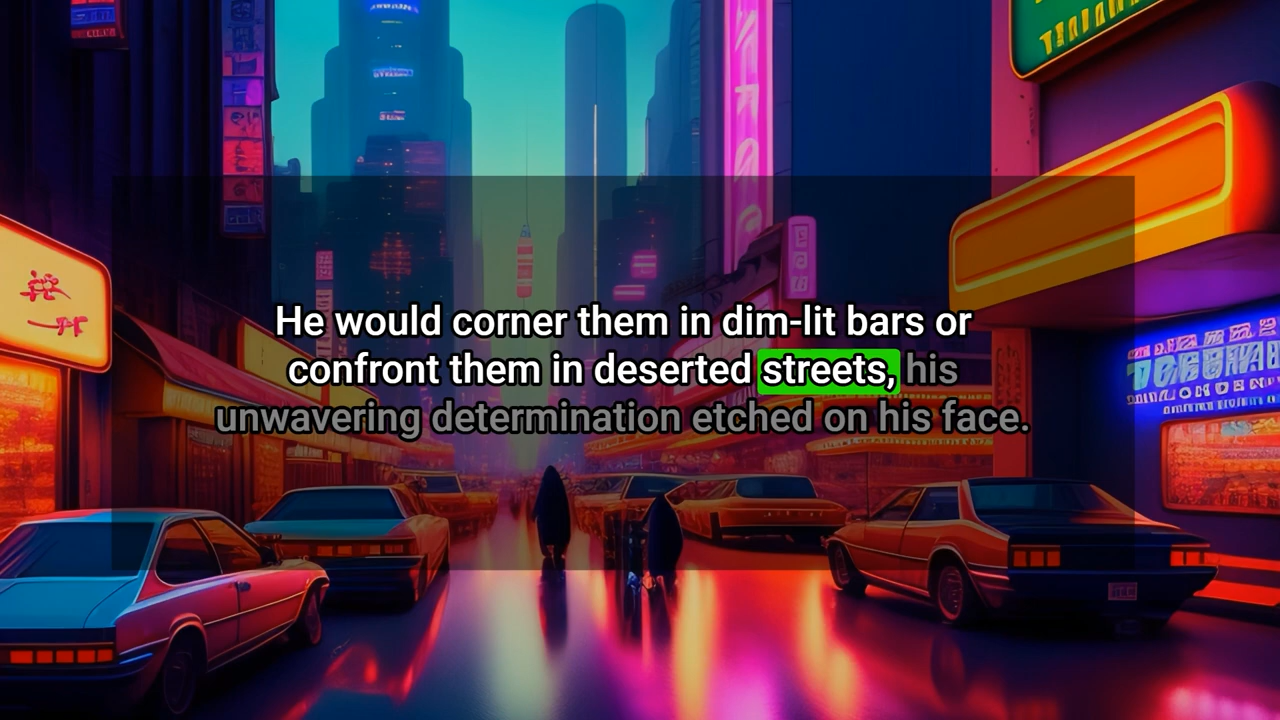 He would corner them in dim-lit bars or
confront them in deserted streets, his
unwavering determination etched on his face.